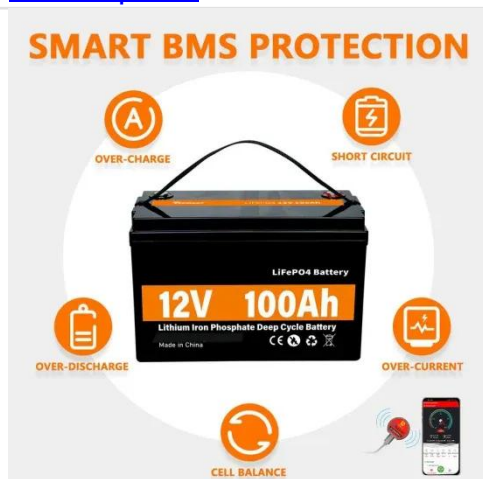 SMART BMS PROTECTION
OVER-CHARGE
SHORT CIRCUIT
LiFePO4 Battery
12V 100Ah
Lithium Iron Phosphate Deep Cycle Battery
Made in China
CE
OVER-DISCHARGE
OVER-CURRENT
CELL BALANCE